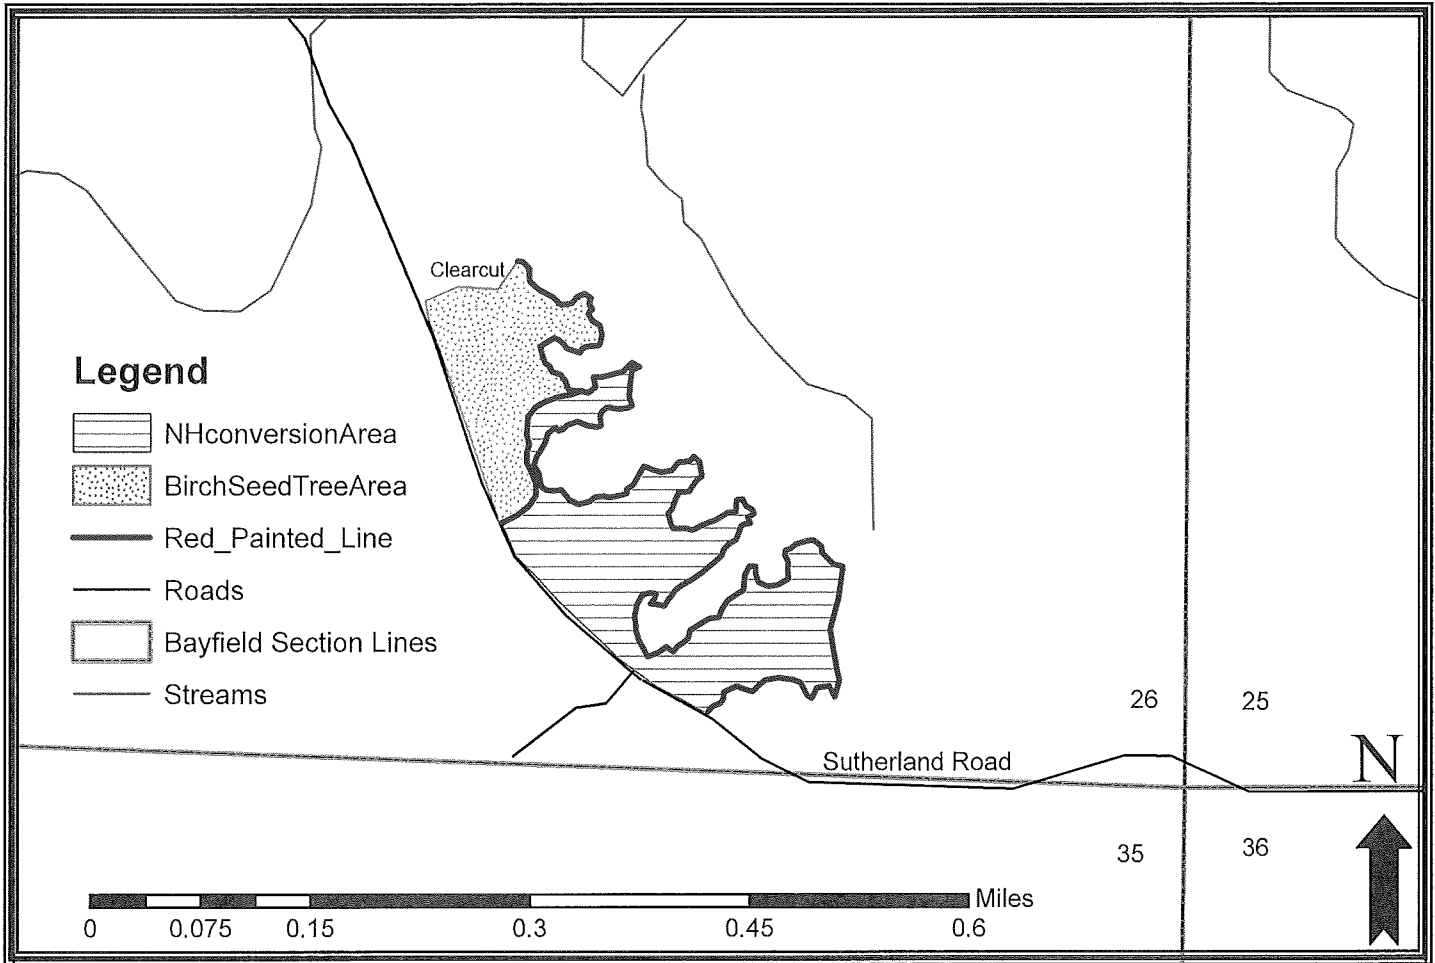 Clearcut
Legend
NHconversionArea
BirchSeedTreeArea
Red_Painted_Line
Roads
Bayfield Section Lines
Streams
26
25
Sutherland Road
N
35
36
Miles
0 0.075 0.15 0.3 0.45 0.6